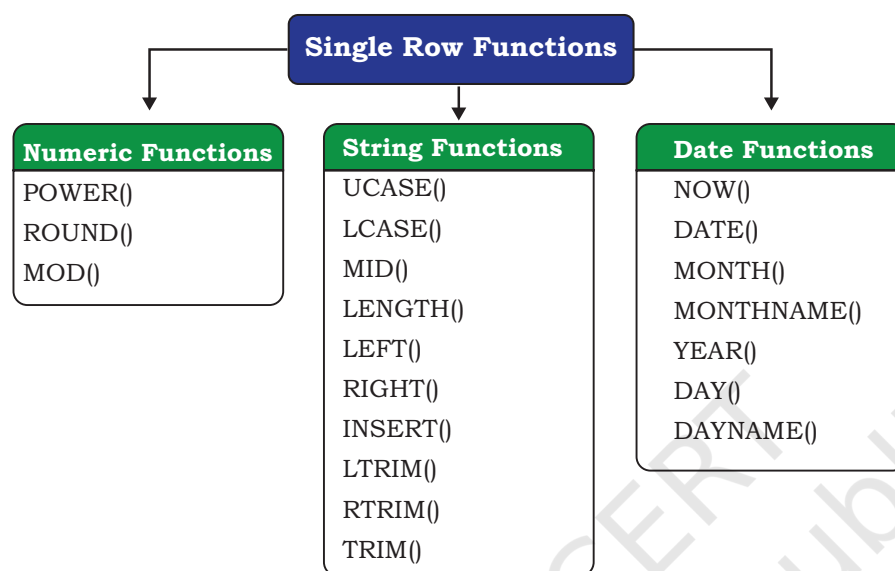 Single Row Functions
Numeric Functions
POWER()
ROUND()
MOD()
String Functions
UCASE()
LCASE()
MID()
LENGTH()
LEFT()
RIGHT()
INSERT()
LTRIM()
RTRIM()
TRIM()
Date Functions
NOW()
DATE()
MONTH()
MONTHNAME()
YEAR()
DAY()
DAYNAME()